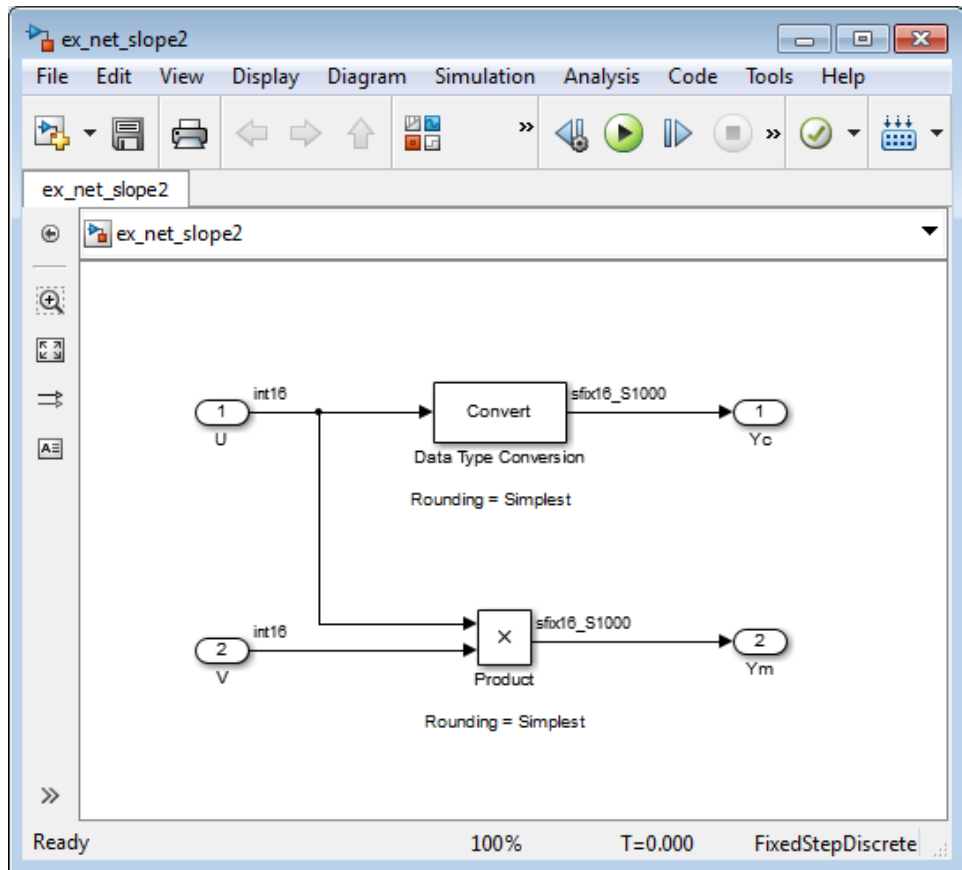 ex_net_slope2
File Edit View Display Diagram Simulation Analysis Code Tools Help
» »
ex_net_slope2
ex_net_slope2
int16
1
U
Convert
Data Type Conversion
sfix16_S1000
1
Yc
Rounding = Simplest
int16
2
V
×
Product
sfix16_S1000
2
Ym
Rounding = Simplest
»
Ready 100% T=0.000 FixedStepDiscrete